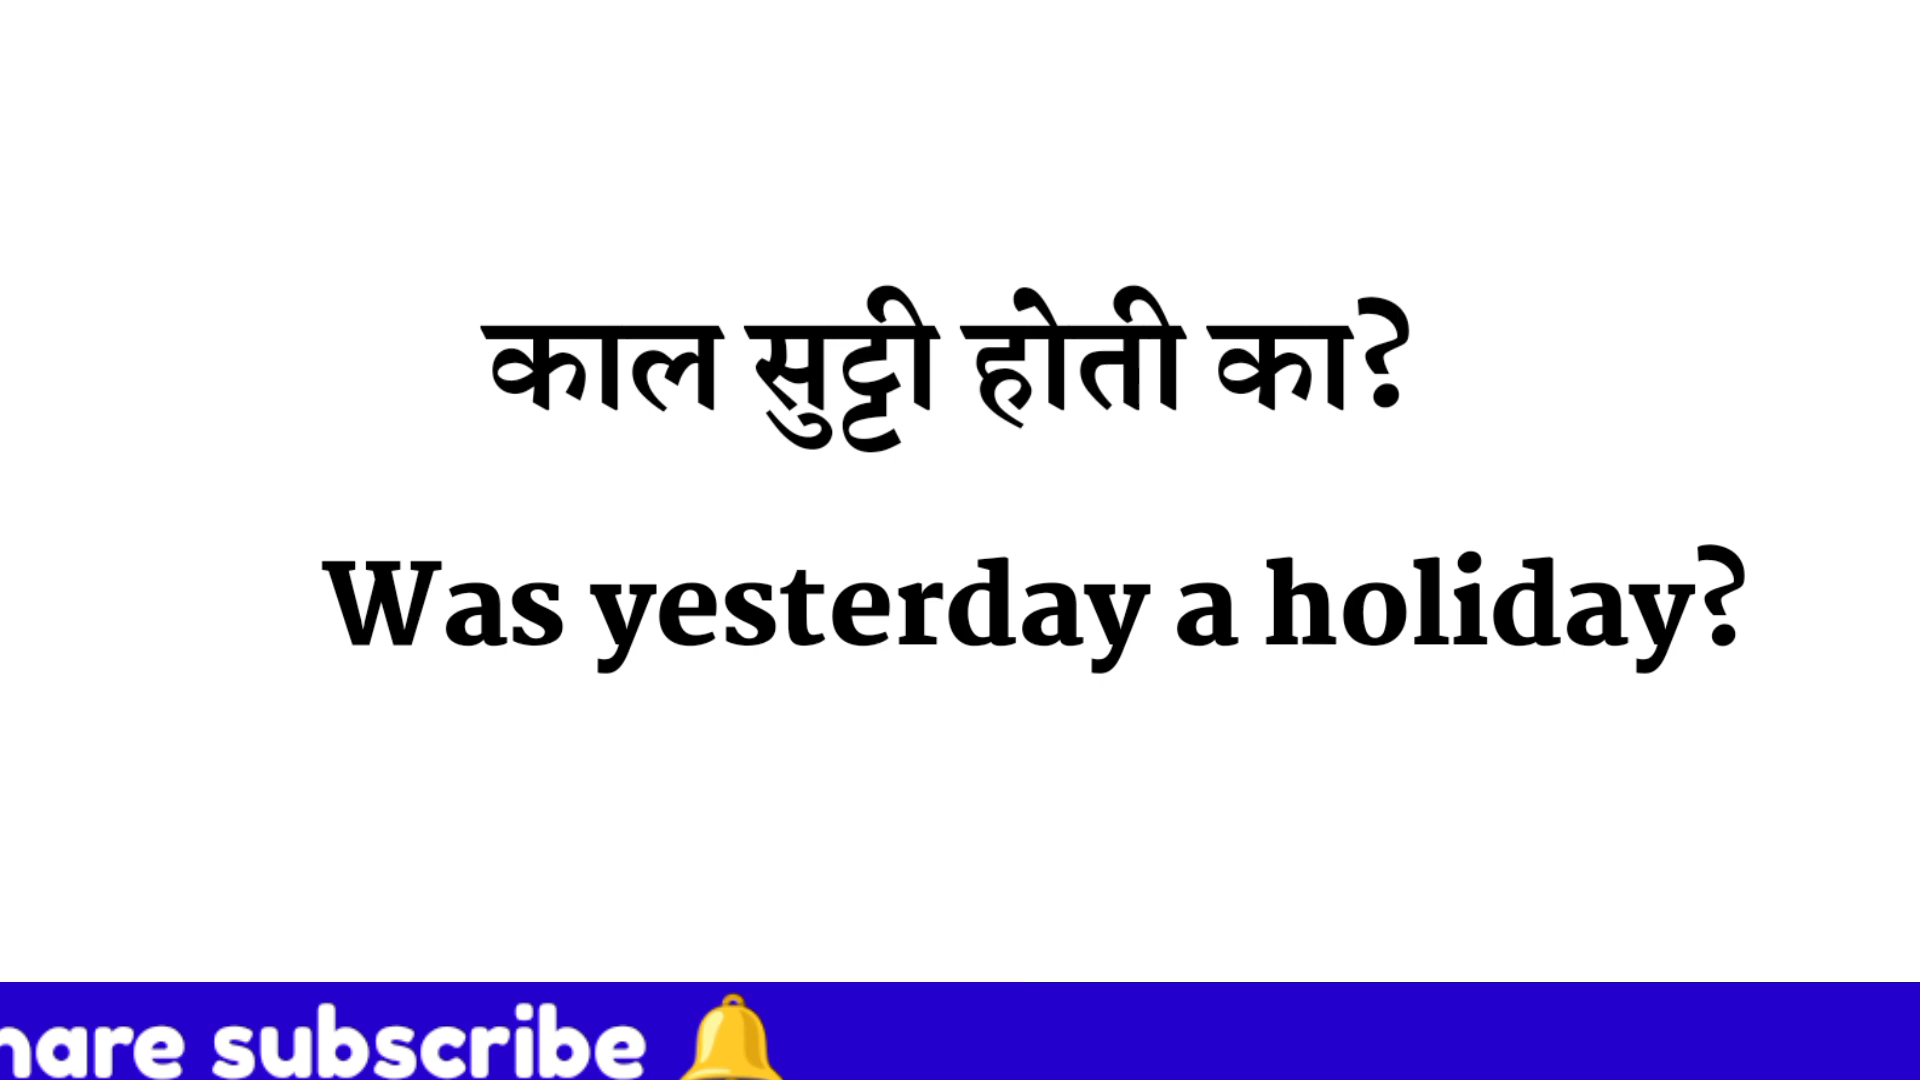 काल सुट्टी होती का?
Was yesterday a holiday?
hare subscribe 🔔